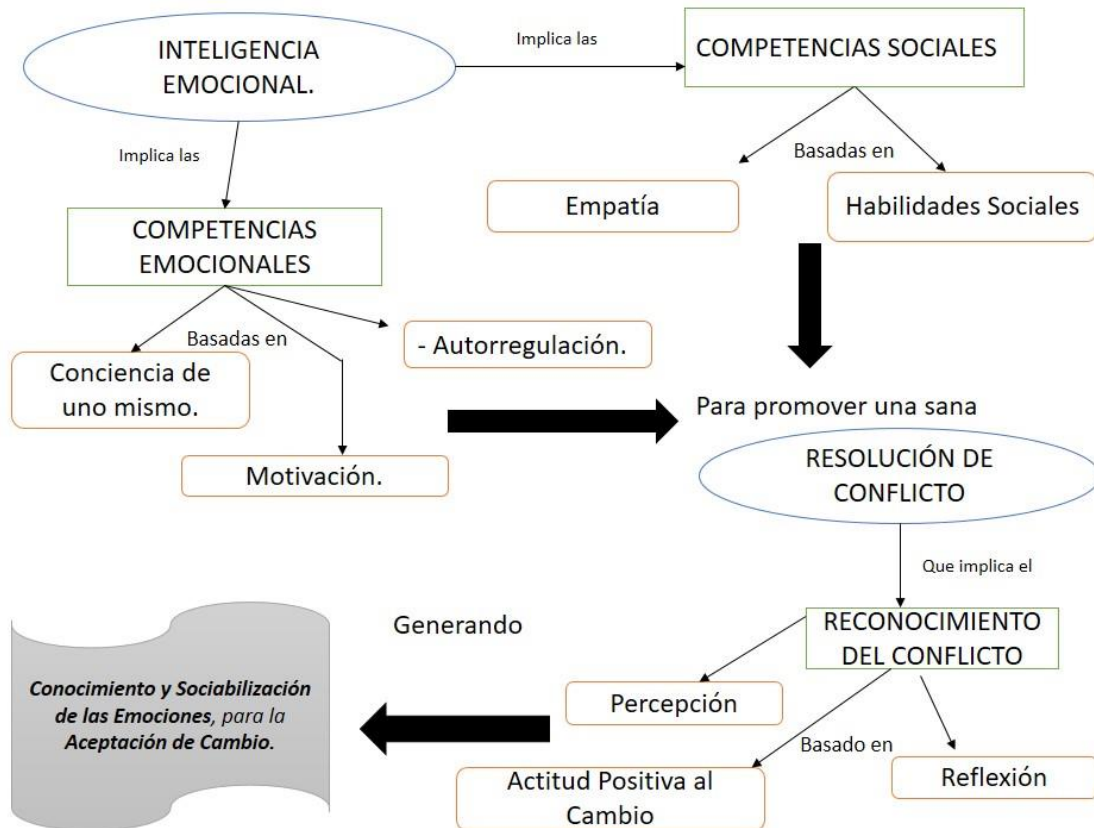 INTELIGENCIA
EMOCIONAL.
Implica las
COMPETENCIAS SOCIALES
Basadas en
Empatía
Habilidades Sociales
Implica las
COMPETENCIAS
EMOCIONALES
Basadas en
Conciencia de
uno mismo.
- Autorregulación.
Motivación.
Para promover una sana
RESOLUCIÓN DE
CONFLICTO
Que implica el
RECONOCIMIENTO
DEL CONFLICTO
Percepción
Basado en
Actitud Positiva al
Cambio
Reflexión
Generando
Conocimiento y Sociabilización
de las Emociones, para la
Aceptación de Cambio.